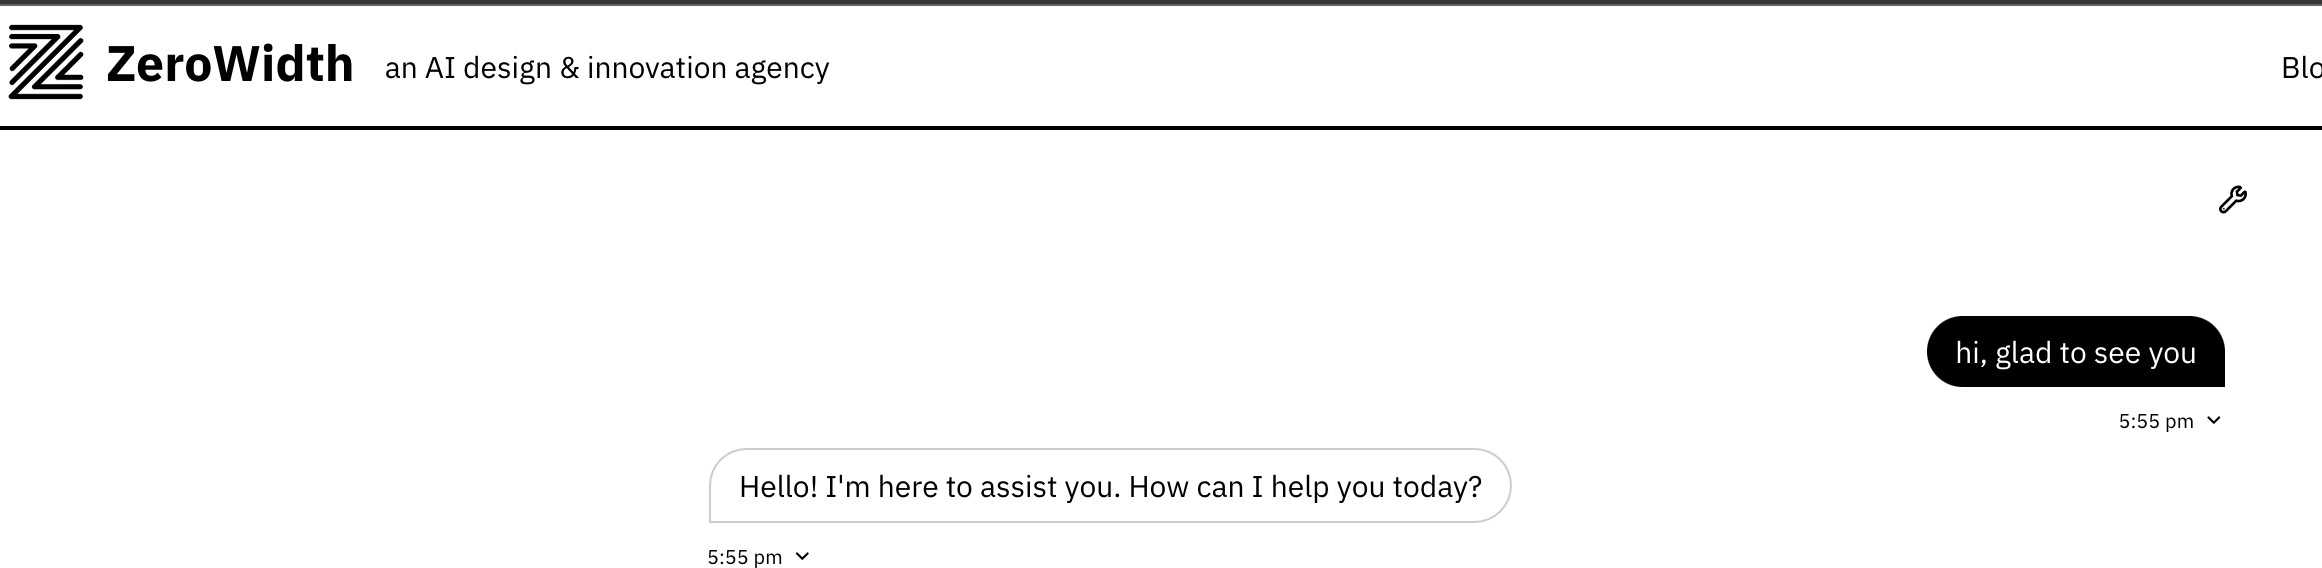 ZeroWidth an AI design & innovation agency Blo
hi, glad to see you
5:55 pm
Hello! I'm here to assist you. How can I help you today?
5:55 pm